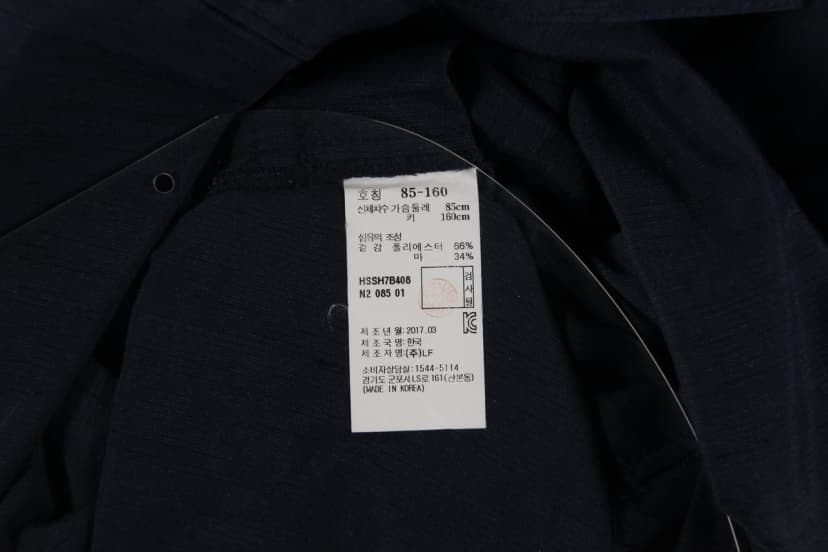 호칭 85-160
신체치수 가슴둘레 85cm
키 160cm
섬유의 조성
겉감 폴리에스터 66%
마 34%
HSSH7B408
N2 085 01
검사필
제조년월:2017.03
제조국명:한국
제조자명:(주)LF
소비자상담실:1544-5114
경기도 군포시 LS로 161(산본동)
(MADE IN KOREA)